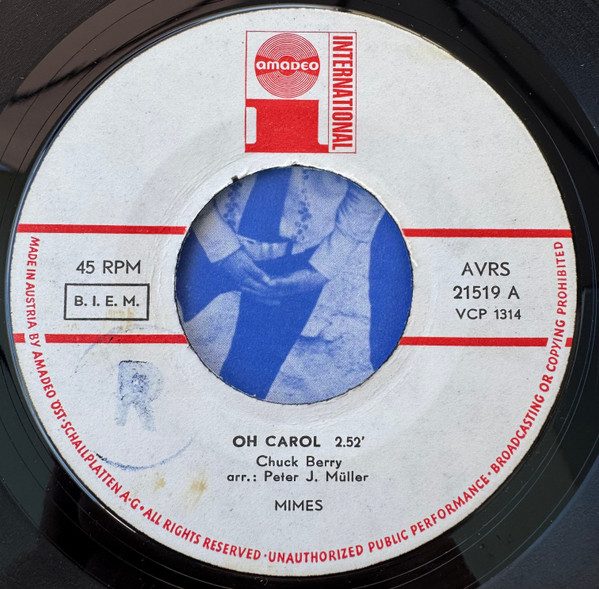 amadeo
INTERNATIONAL
45 RPM
B. I. E. M.
AVRS
21519 A
VCP 1314
R
OH CAROL 2.52'
Chuck Berry
arr.: Peter J. Müller
MIMES
MADE IN AUSTRIA BY AMADEO ÖST. SCHALLPLATTEN A·G • ALL RIGHTS RESERVED · UNAUTHORIZED PUBLIC PERFORMANCE · BROADCASTING OR COPYING PROHIBITED